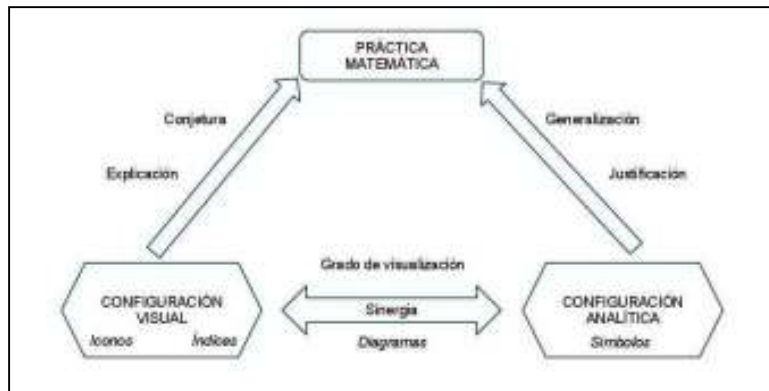 PRÁCTICA
MATEMÁTICA
Conjetura
Generalización
Explicación
Justificación
Grado de visualización
CONFIGURACIÓN
VISUAL
Iconos Índices
Sinergia
Diagramas
CONFIGURACIÓN
ANALÍTICA
Símbolos